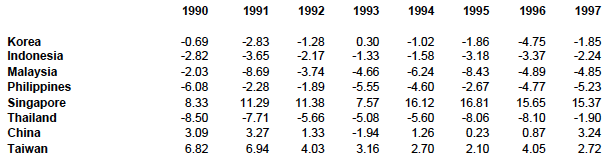 1990 1991 1992 1993 1994 1995 1996 1997
Korea -0.69 -2.83 -1.28 0.30 -1.02 -1.86 -4.75 -1.85
Indonesia -2.82 -3.65 -2.17 -1.33 -1.58 -3.18 -3.37 -2.24
Malaysia -2.03 -8.69 -3.74 -4.66 -6.24 -8.43 -4.89 -4.85
Philippines -6.08 -2.28 -1.89 -5.55 -4.60 -2.67 -4.77 -5.23
Singapore 8.33 11.29 11.38 7.57 16.12 16.81 15.65 15.37
Thailand -8.50 -7.71 -5.66 -5.08 -5.60 -8.06 -8.10 -1.90
China 3.09 3.27 1.33 -1.94 1.26 0.23 0.87 3.24
Taiwan 6.82 6.94 4.03 3.16 2.70 2.10 4.05 2.72